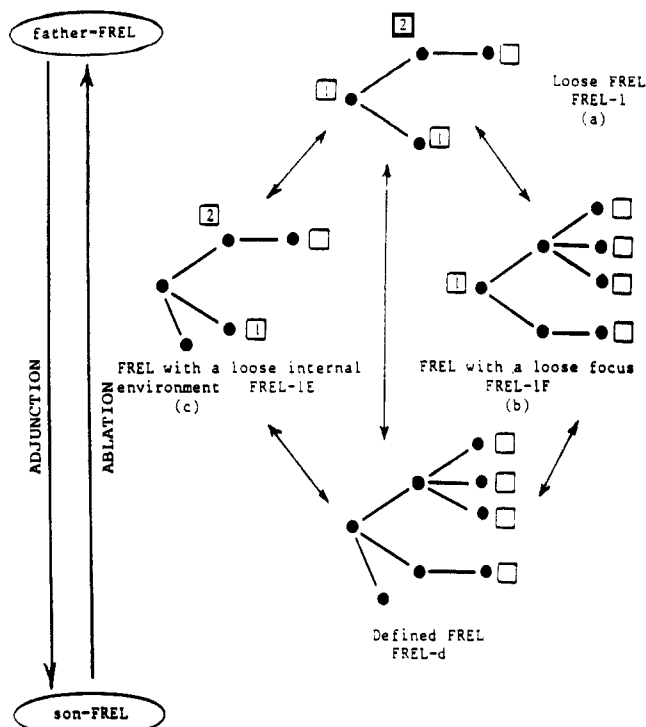 father-FREL
2
1
1
Loose FREL
FREL-1
(a)
2
1
FREL with a loose internal
environment FREL-1E
(c)
1
FREL with a loose focus
FREL-1F
(b)
ADJUNCTION
ABLATION
Defined FREL
FREL-d
son-FREL